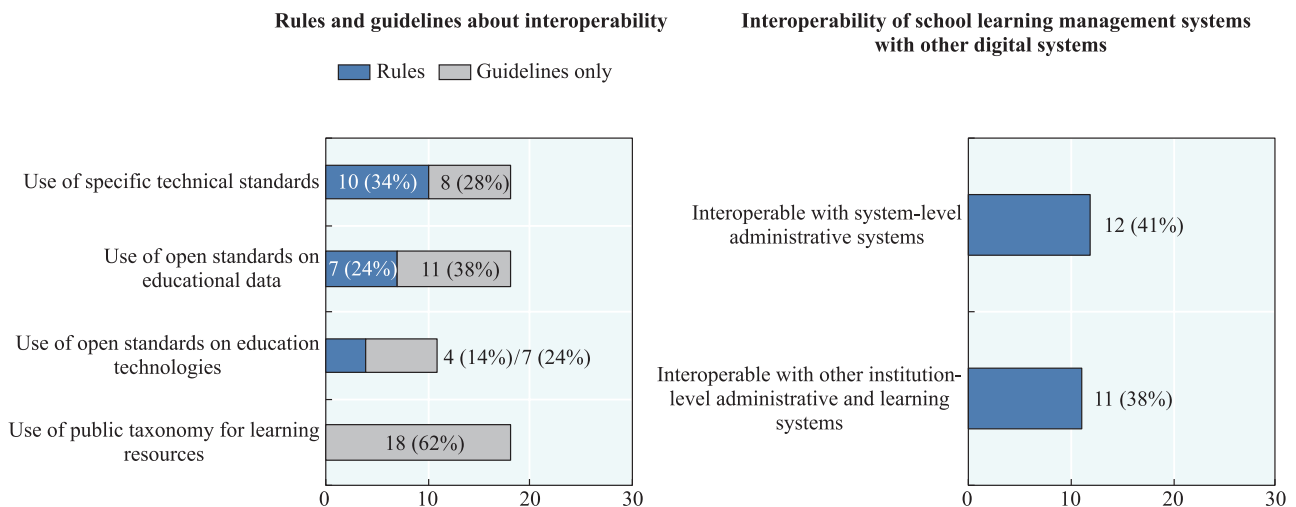 Rules and guidelines about interoperability
Rules
Guidelines only
Use of specific technical standards
10 (34%)
8 (28%)
Use of open standards on
educational data
7 (24%)
11 (38%)
Use of open standards on education
technologies
4 (14%)/7 (24%)
Use of public taxonomy for learning
resources
18 (62%)
0
10
20
30
Interoperability of school learning management systems
with other digital systems
Interoperable with system-level
administrative systems
12 (41%)
Interoperable with other institution-
level administrative and learning
systems
11 (38%)
0
10
20
30